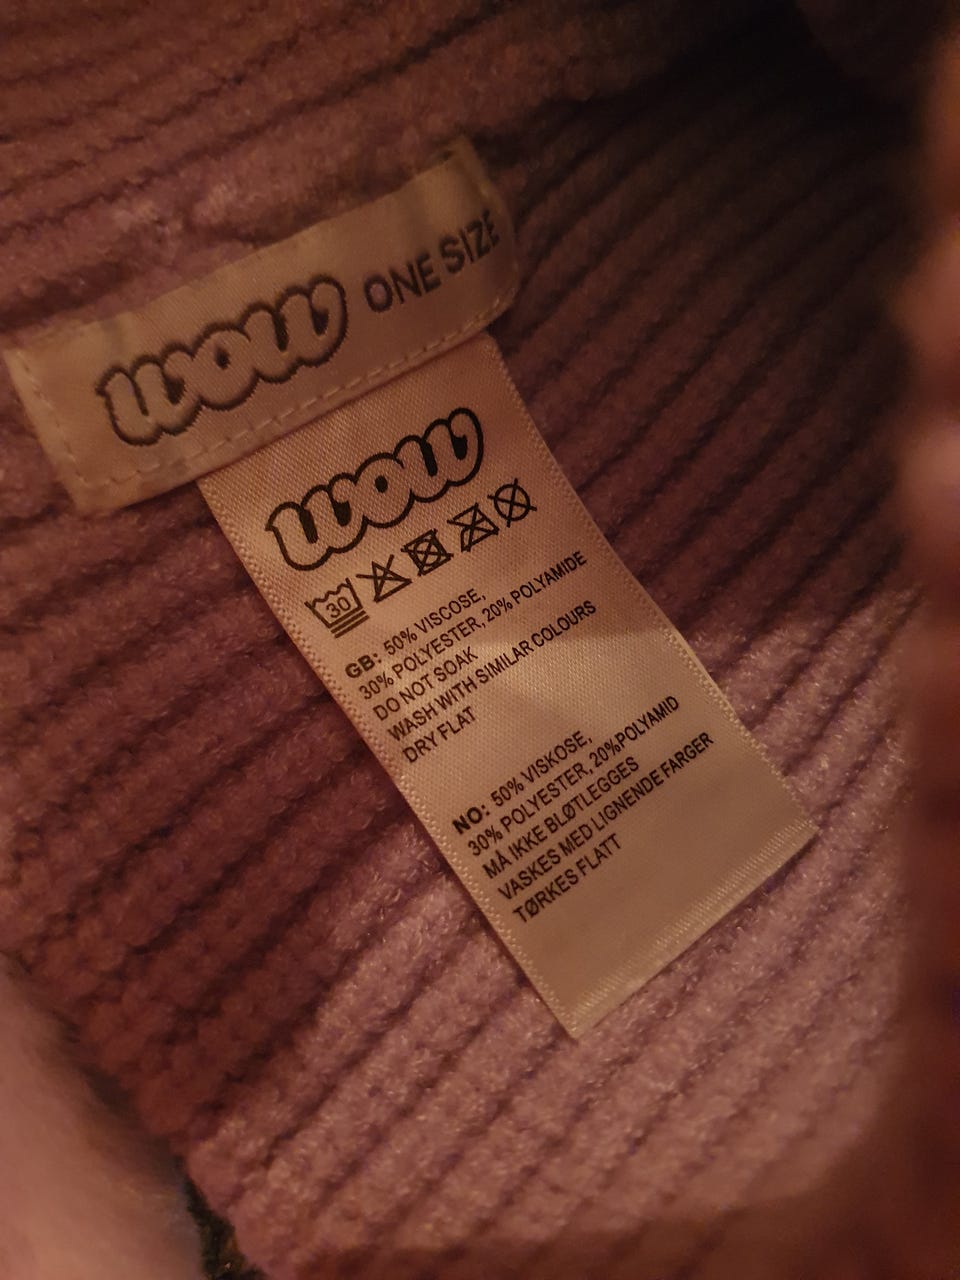 WOW ONE SIZE
WOW
30
GB: 50% VISCOSE,
30% POLYESTER, 20% POLYAMIDE
DO NOT SOAK
WASH WITH SIMILAR COLOURS
DRY FLAT
NO: 50% VISKOSE,
30% POLYESTER, 20%POLYAMID
MÅ IKKE BLØTLEGGES
VASKES MED LIGNENDE FARGER
TØRKES FLATT